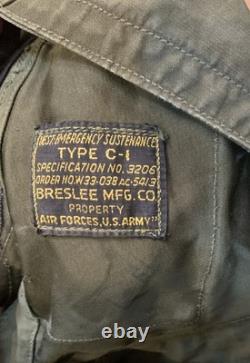 VEST, EMERGENCY SUSTENANCE
TYPE C-1
SPECIFICATION NO. 3206
ORDER NO. W33-038 AC-5413
BRESLEE MFG. CO.
PROPERTY
AIR FORCES, U.S. ARMY"